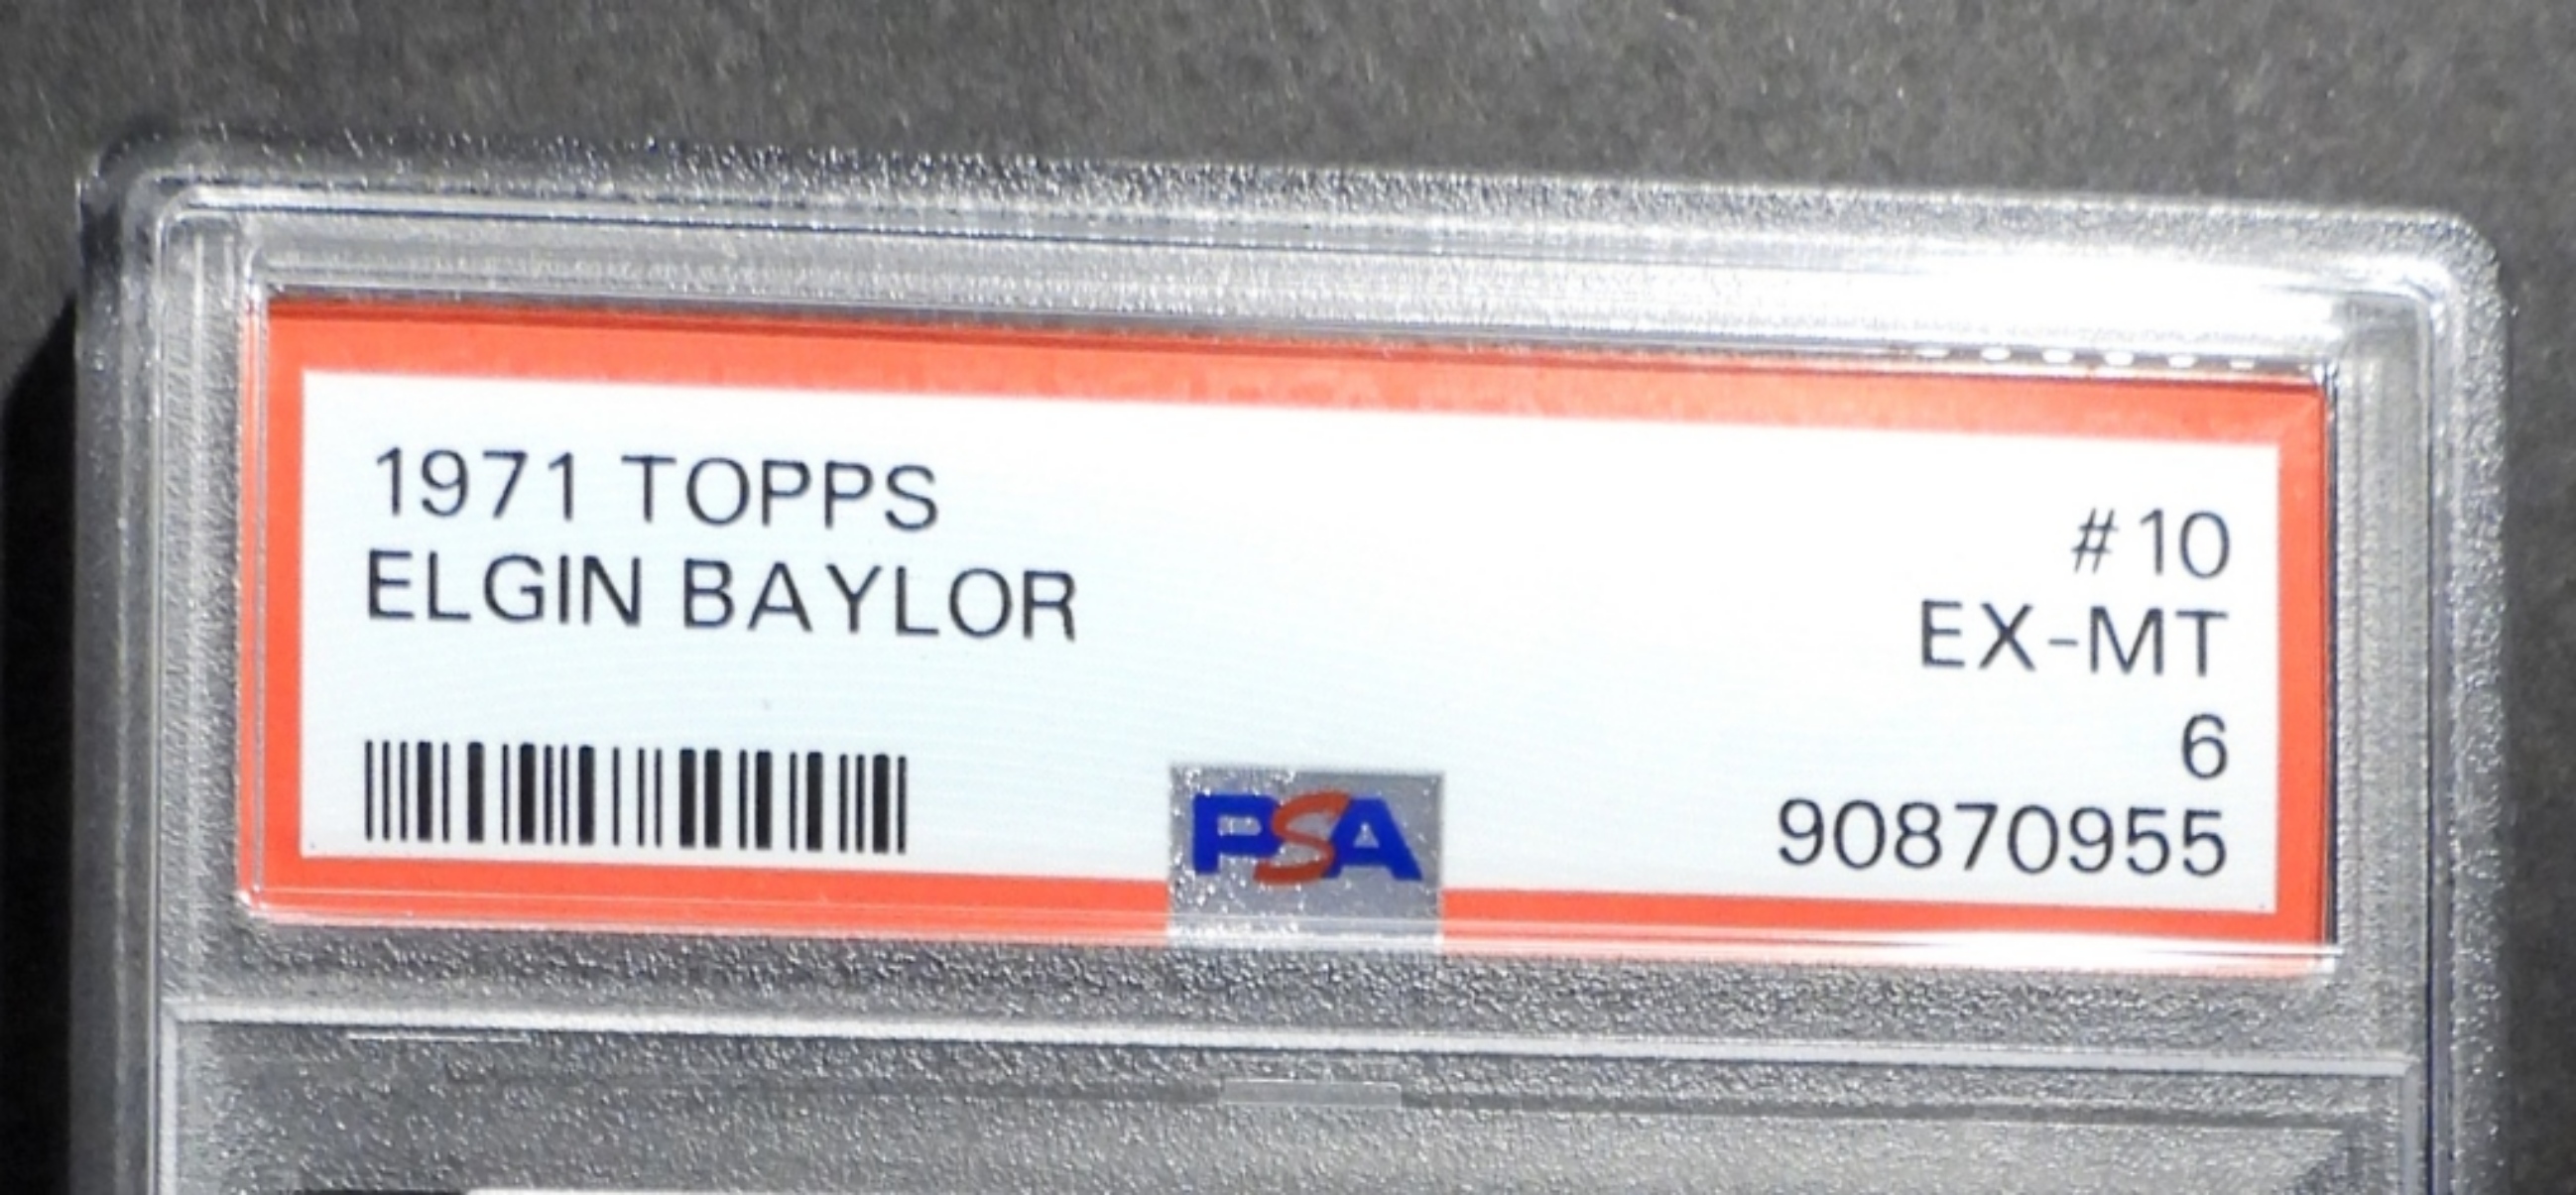 1971 TOPPS
#10
ELGIN BAYLOR
EX-MT
6
90870955
PSA